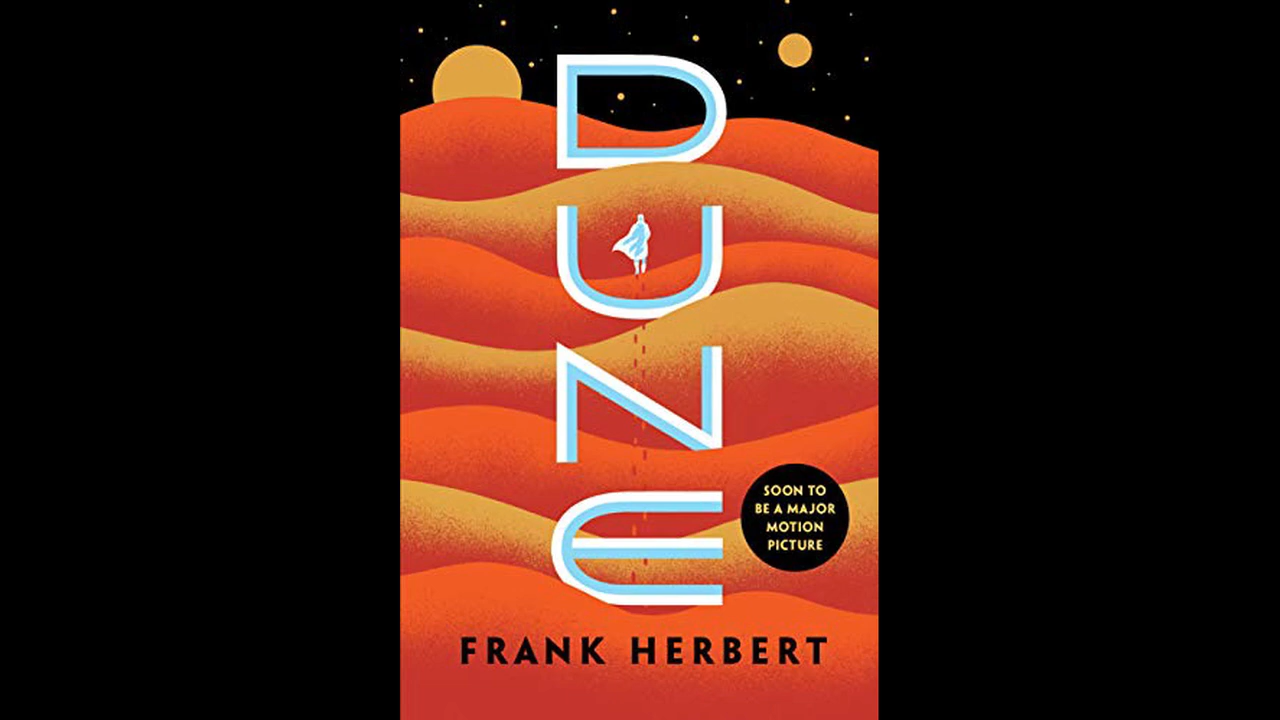 DUNE
SOON TO
BE A MAJOR
MOTION
PICTURE
FRANK HERBERT